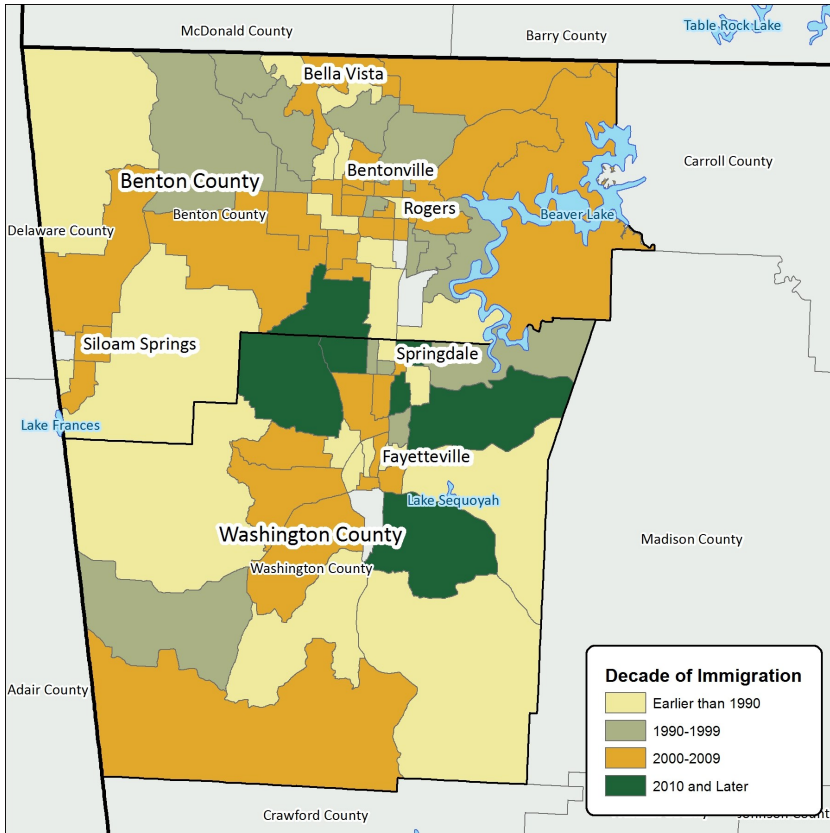 McDonald County
Barry County
Table Rock Lake
Bella Vista
Carroll County
Bentonville
Benton County
Rogers
Benton County
Beaver Lake
Delaware County
Siloam Springs
Springdale
Lake Frances
Fayetteville
Lake Sequoyah
Washington County
Madison County
Washington County
Decade of Immigration
Earlier than 1990
1990-1999
2000-2009
2010 and Later
Adair County
Crawford County